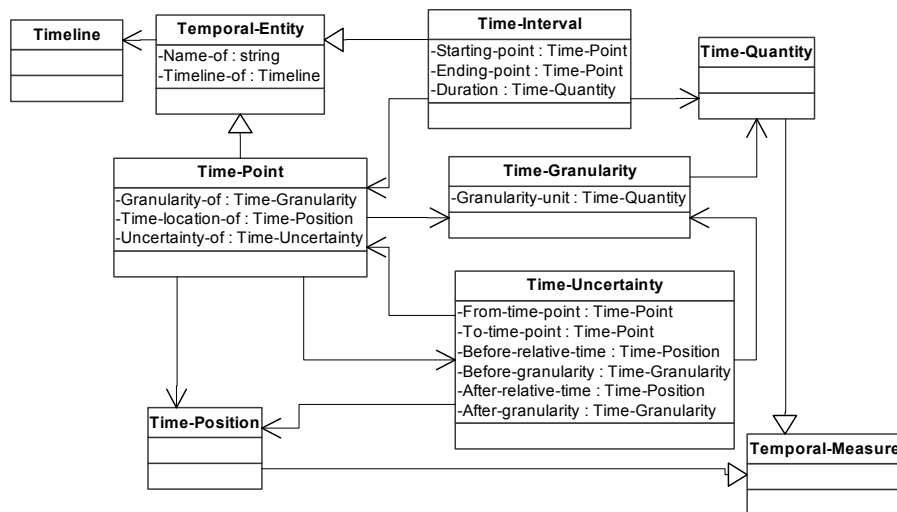 Timeline
Temporal-Entity
-Name-of : string
-Timeline-of : Timeline
Time-Interval
-Starting-point : Time-Point
-Ending-point : Time-Point
-Duration : Time-Quantity
Time-Quantity
Time-Point
-Granularity-of : Time-Granularity
-Time-location-of : Time-Position
-Uncertainty-of : Time-Uncertainty
Time-Granularity
-Granularity-unit : Time-Quantity
Time-Uncertainty
-From-time-point : Time-Point
-To-time-point : Time-Point
-Before-relative-time : Time-Position
-Before-granularity : Time-Granularity
-After-relative-time : Time-Position
-After-granularity : Time-Granularity
Time-Position
Temporal-Measure